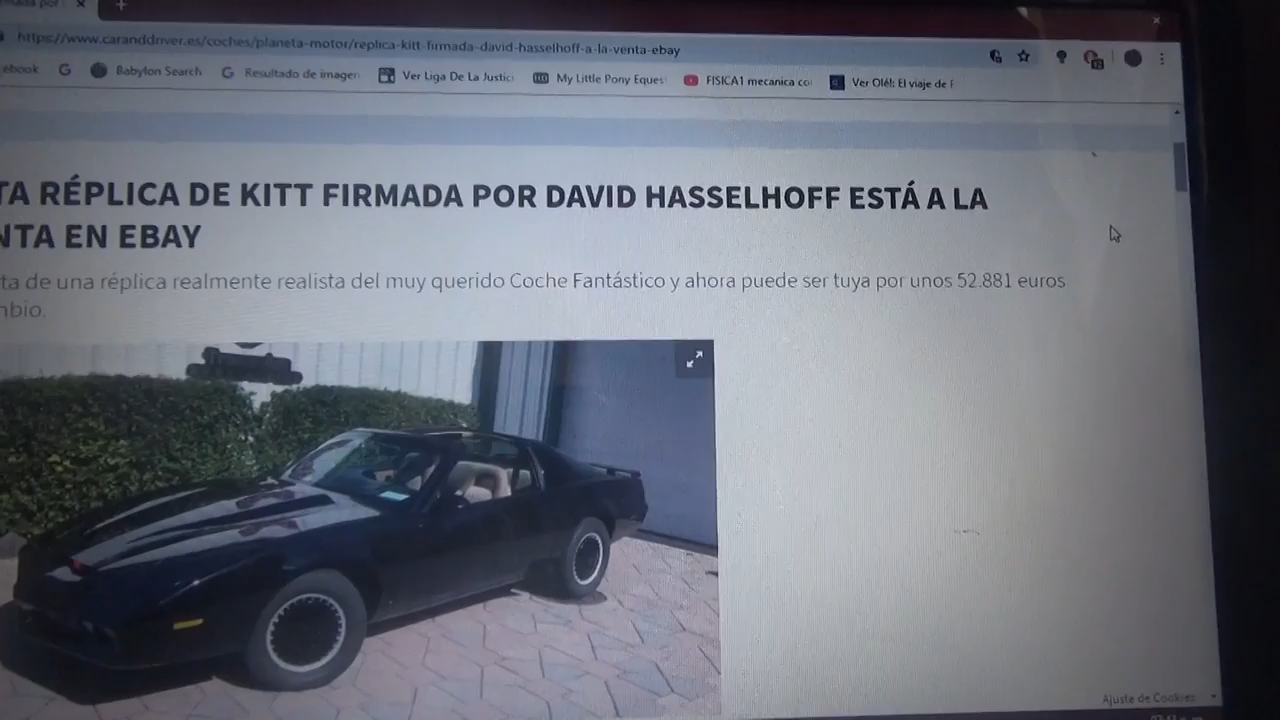 https://www.caranddriver.es/coches/planeta-motor/replica-kitt-firmada-david-hasselhoff-a-la-venta-ebay
ebook Babylon Search Resultado de imagen Ver Liga De La Justic My Little Pony Eques FISICA1 mecanica co Ver Olé!: El viaje de F
TA RÉPLICA DE KITT FIRMADA POR DAVID HASSELHOFF ESTÁ A LA
NTA EN EBAY
ta de una réplica realmente realista del muy querido Coche Fantástico y ahora puede ser tuya por unos 52.881 euros
mbio.
Ajuste de Cookies